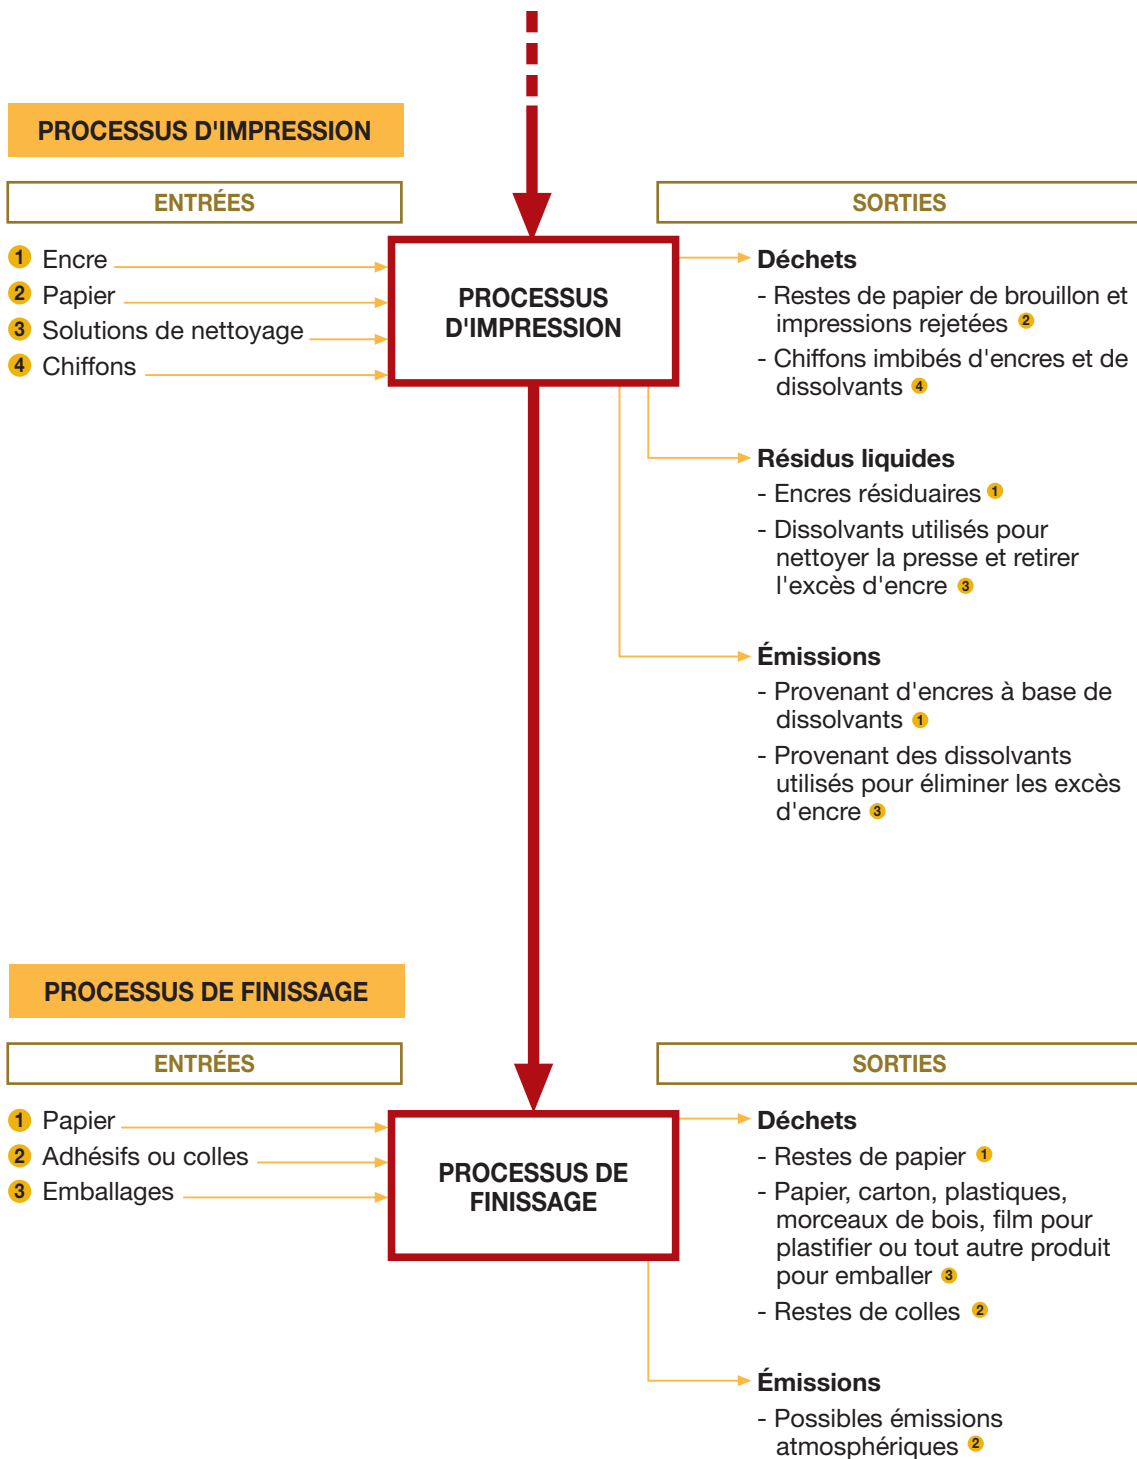 PROCESSUS D'IMPRESSION
ENTRÉES
1 Encre
2 Papier
3 Solutions de nettoyage
4 Chiffons
PROCESSUS
D'IMPRESSION
SORTIES
Déchets
- Restes de papier de brouillon et
impressions rejetées 2
- Chiffons imbibés d'encres et de
dissolvants 4
Résidus liquides
- Encres résiduaires 1
- Dissolvants utilisés pour
nettoyer la presse et retirer
l'excès d'encre 3
Émissions
- Provenant d'encres à base de
dissolvants 1
- Provenant des dissolvants
utilisés pour éliminer les excès
d'encre 3
PROCESSUS DE FINISSAGE
ENTRÉES
1 Papier
2 Adhésifs ou colles
3 Emballages
PROCESSUS DE
FINISSAGE
SORTIES
Déchets
- Restes de papier 1
- Papier, carton, plastiques,
morceaux de bois, film pour
plastifier ou tout autre produit
pour emballer 3
- Restes de colles 2
Émissions
- Possibles émissions
atmosphériques 2